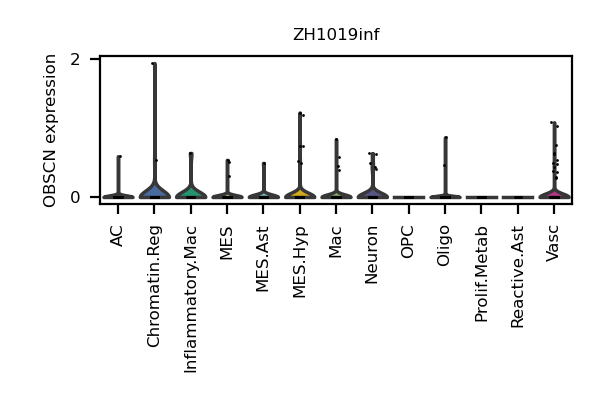 ZH1019inf
OBSCN expression
2
0
AC
Chromatin.Reg
Inflammatory.Mac
MES
MES.Ast
MES.Hyp
Mac
Neuron
OPC
Oligo
Prolif.Metab
Reactive.Ast
Vasc